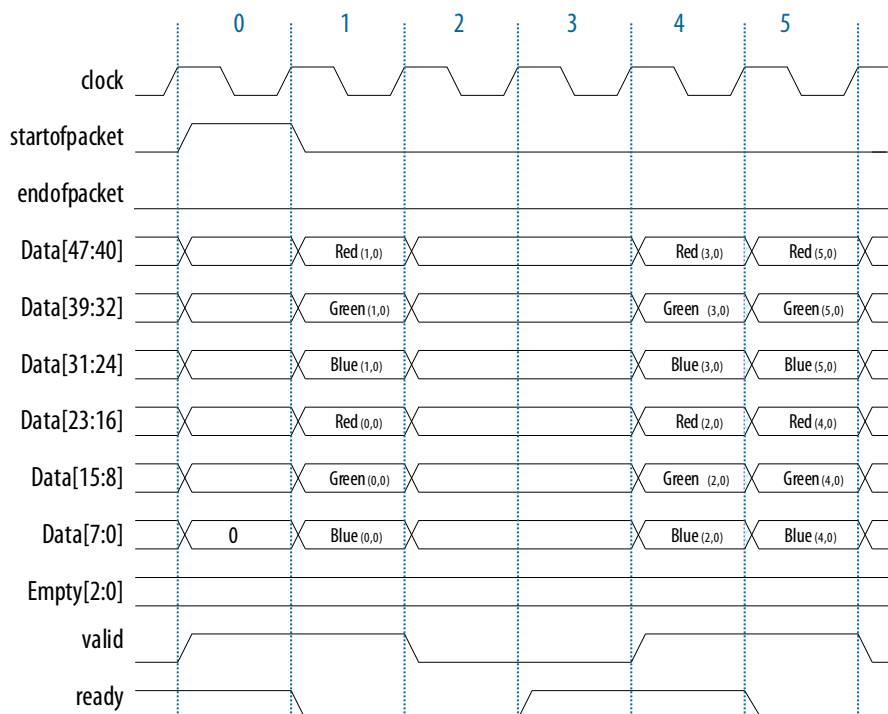 0 1 2 3 4 5
clock
startofpacket
endofpacket
Data[47:40] Red (1,0) Red (3,0) Red (5,0)
Data[39:32] Green (1,0) Green (3,0) Green (5,0)
Data[31:24] Blue (1,0) Blue (3,0) Blue (5,0)
Data[23:16] Red (0,0) Red (2,0) Red (4,0)
Data[15:8] Green (0,0) Green (2,0) Green (4,0)
Data[7:0] 0 Blue (0,0) Blue (2,0) Blue (4,0)
Empty[2:0]
valid
ready